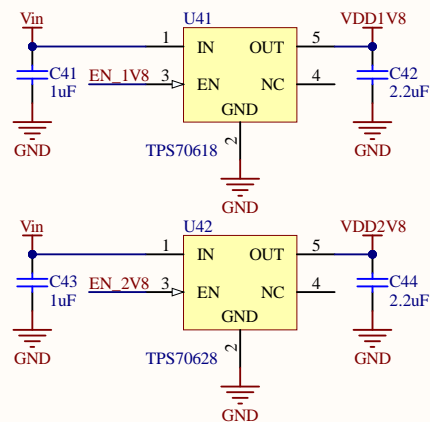 Vin
U41
VDD1V8
1
IN
OUT
5
C41
1uF
EN_1V8
3
EN
NC
4
C42
2.2uF
GND
GND
2
GND
TPS70618
GND
Vin
U42
VDD2V8
1
IN
OUT
5
C43
1uF
EN_2V8
3
EN
NC
4
C44
2.2uF
GND
GND
2
GND
TPS70628
GND